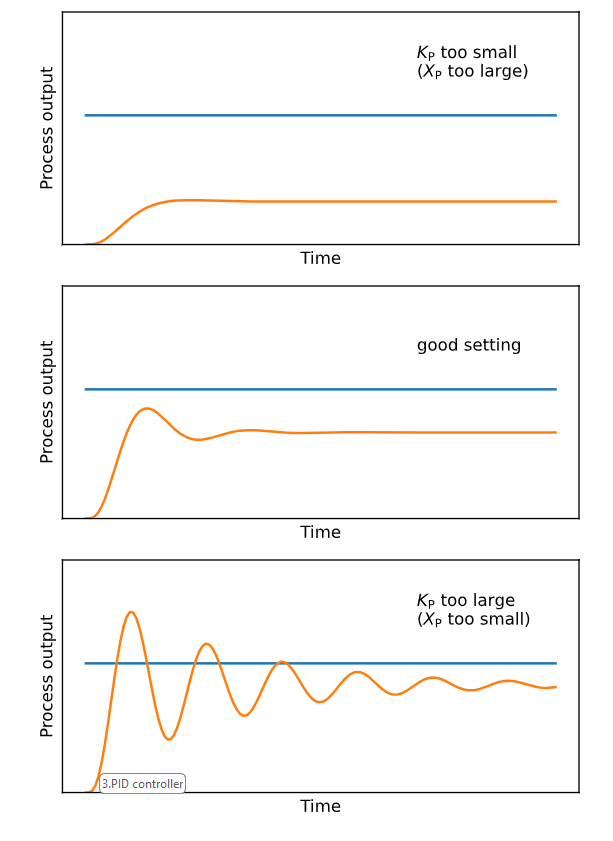 K_P too small
(X_P too large)
Process output
Time
good setting
Process output
Time
K_P too large
(X_P too small)
Process output
3.PID controller
Time